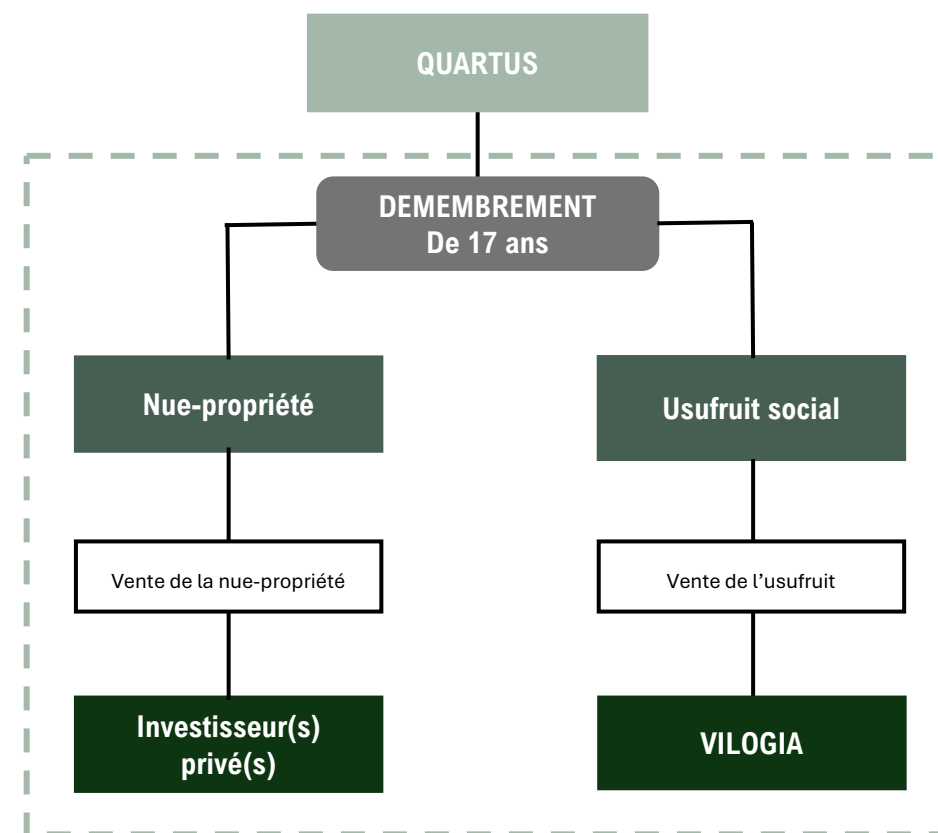 QUARTUS
DEMEMBREMENT
De 17 ans
Nue-propriété
Usufruit social
Vente de la nue-propriété
Vente de l’usufruit
Investisseur(s)
privé(s)
VILOGIA